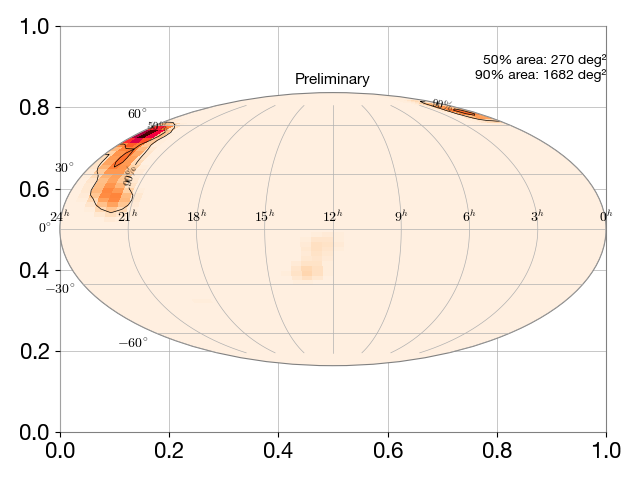 1.0
50% area: 270 deg²
90% area: 1682 deg²
Preliminary
0.8
90%
60°
50%
30°
90%
0.6
24ʰ 21ʰ 18ʰ 15ʰ 12ʰ 9ʰ 6ʰ 3ʰ 0ʰ
0°
0.4
−30°
0.2
−60°
0.0
0.0 0.2 0.4 0.6 0.8 1.0